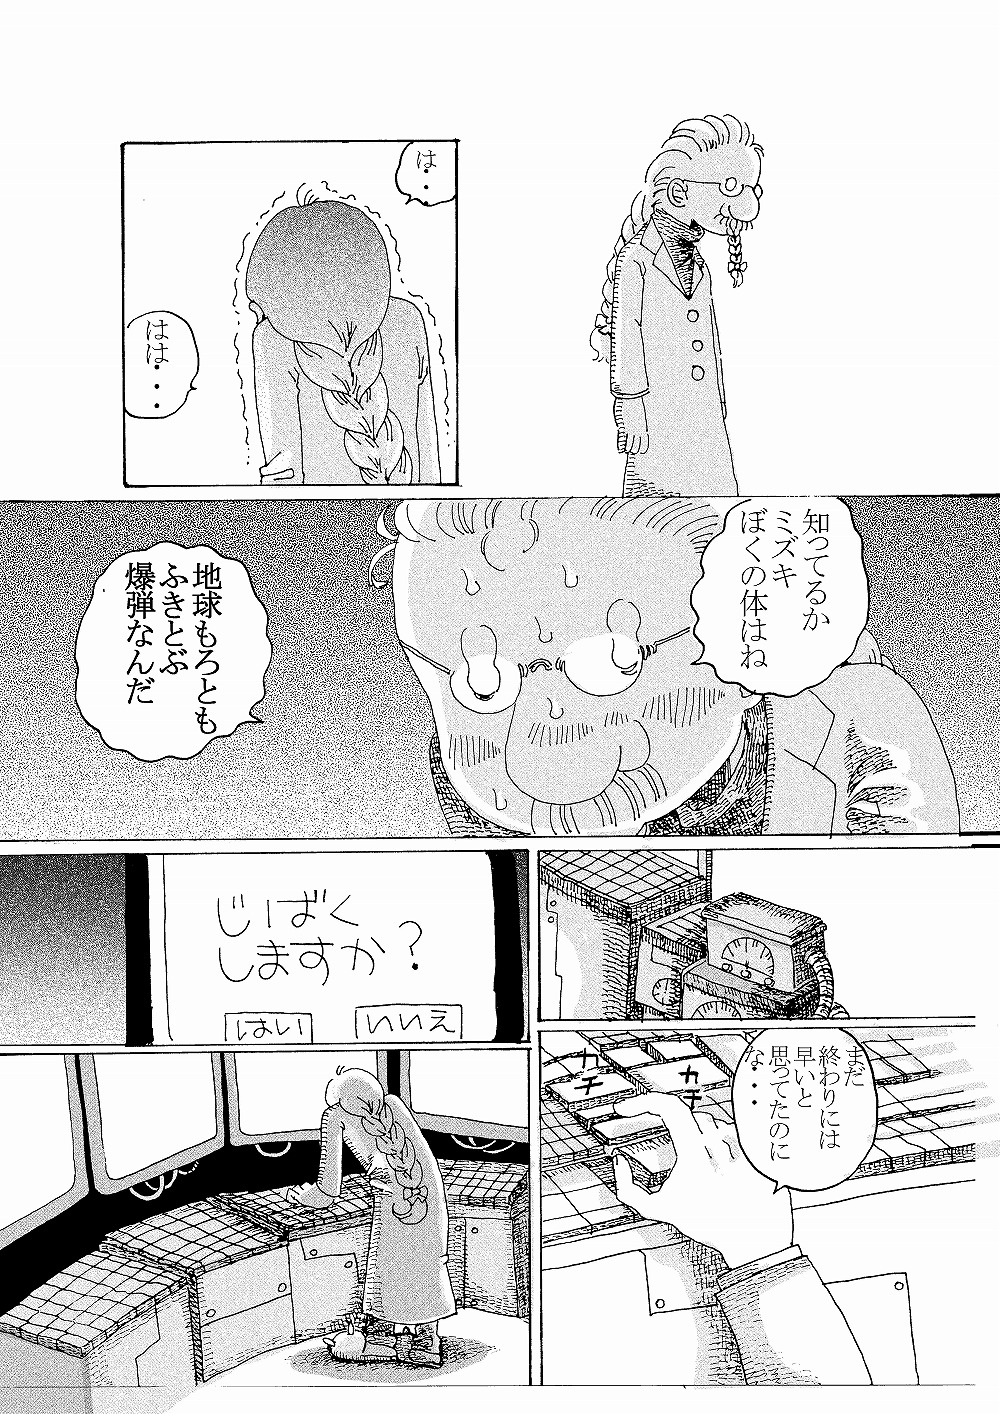 は・・
はは・・・
知ってるか
ミズキ
ぼくの体はね
地球もろとも
ふきとぶ
爆弾なんだ
じばく
しますか?
はい
いいえ
まだ
終わりには
早いと
思ってたのに
な・・・
カチ
カチ